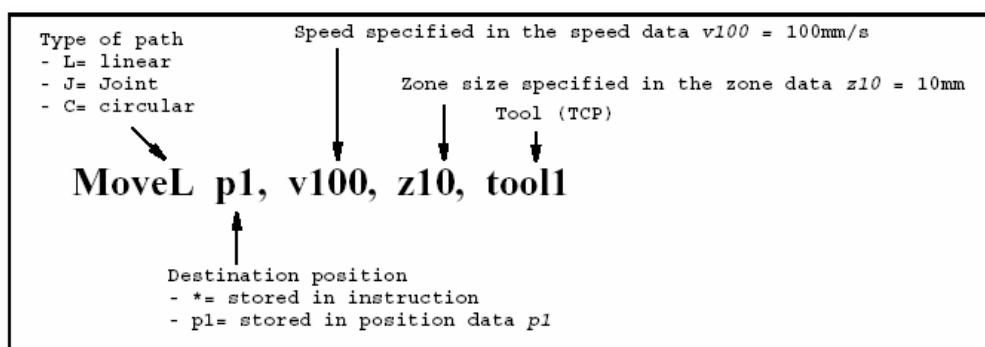 Type of path
- L= linear
- J= Joint
- C= circular
Speed specified in the speed data v100 = 100mm/s
Zone size specified in the zone data z10 = 10mm
Tool (TCP)
MoveL p1, v100, z10, tool1
Destination position
- *= stored in instruction
- p1= stored in position data p1